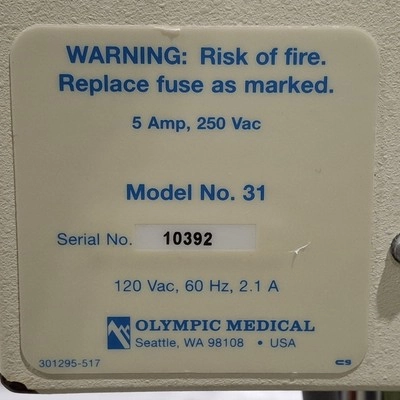 WARNING: Risk of fire.
Replace fuse as marked.
5 Amp, 250 Vac
Model No. 31
Serial No. 10392
120 Vac, 60 Hz, 2.1 A
OLYMPIC MEDICAL
Seattle, WA 98108 • USA
301295-517